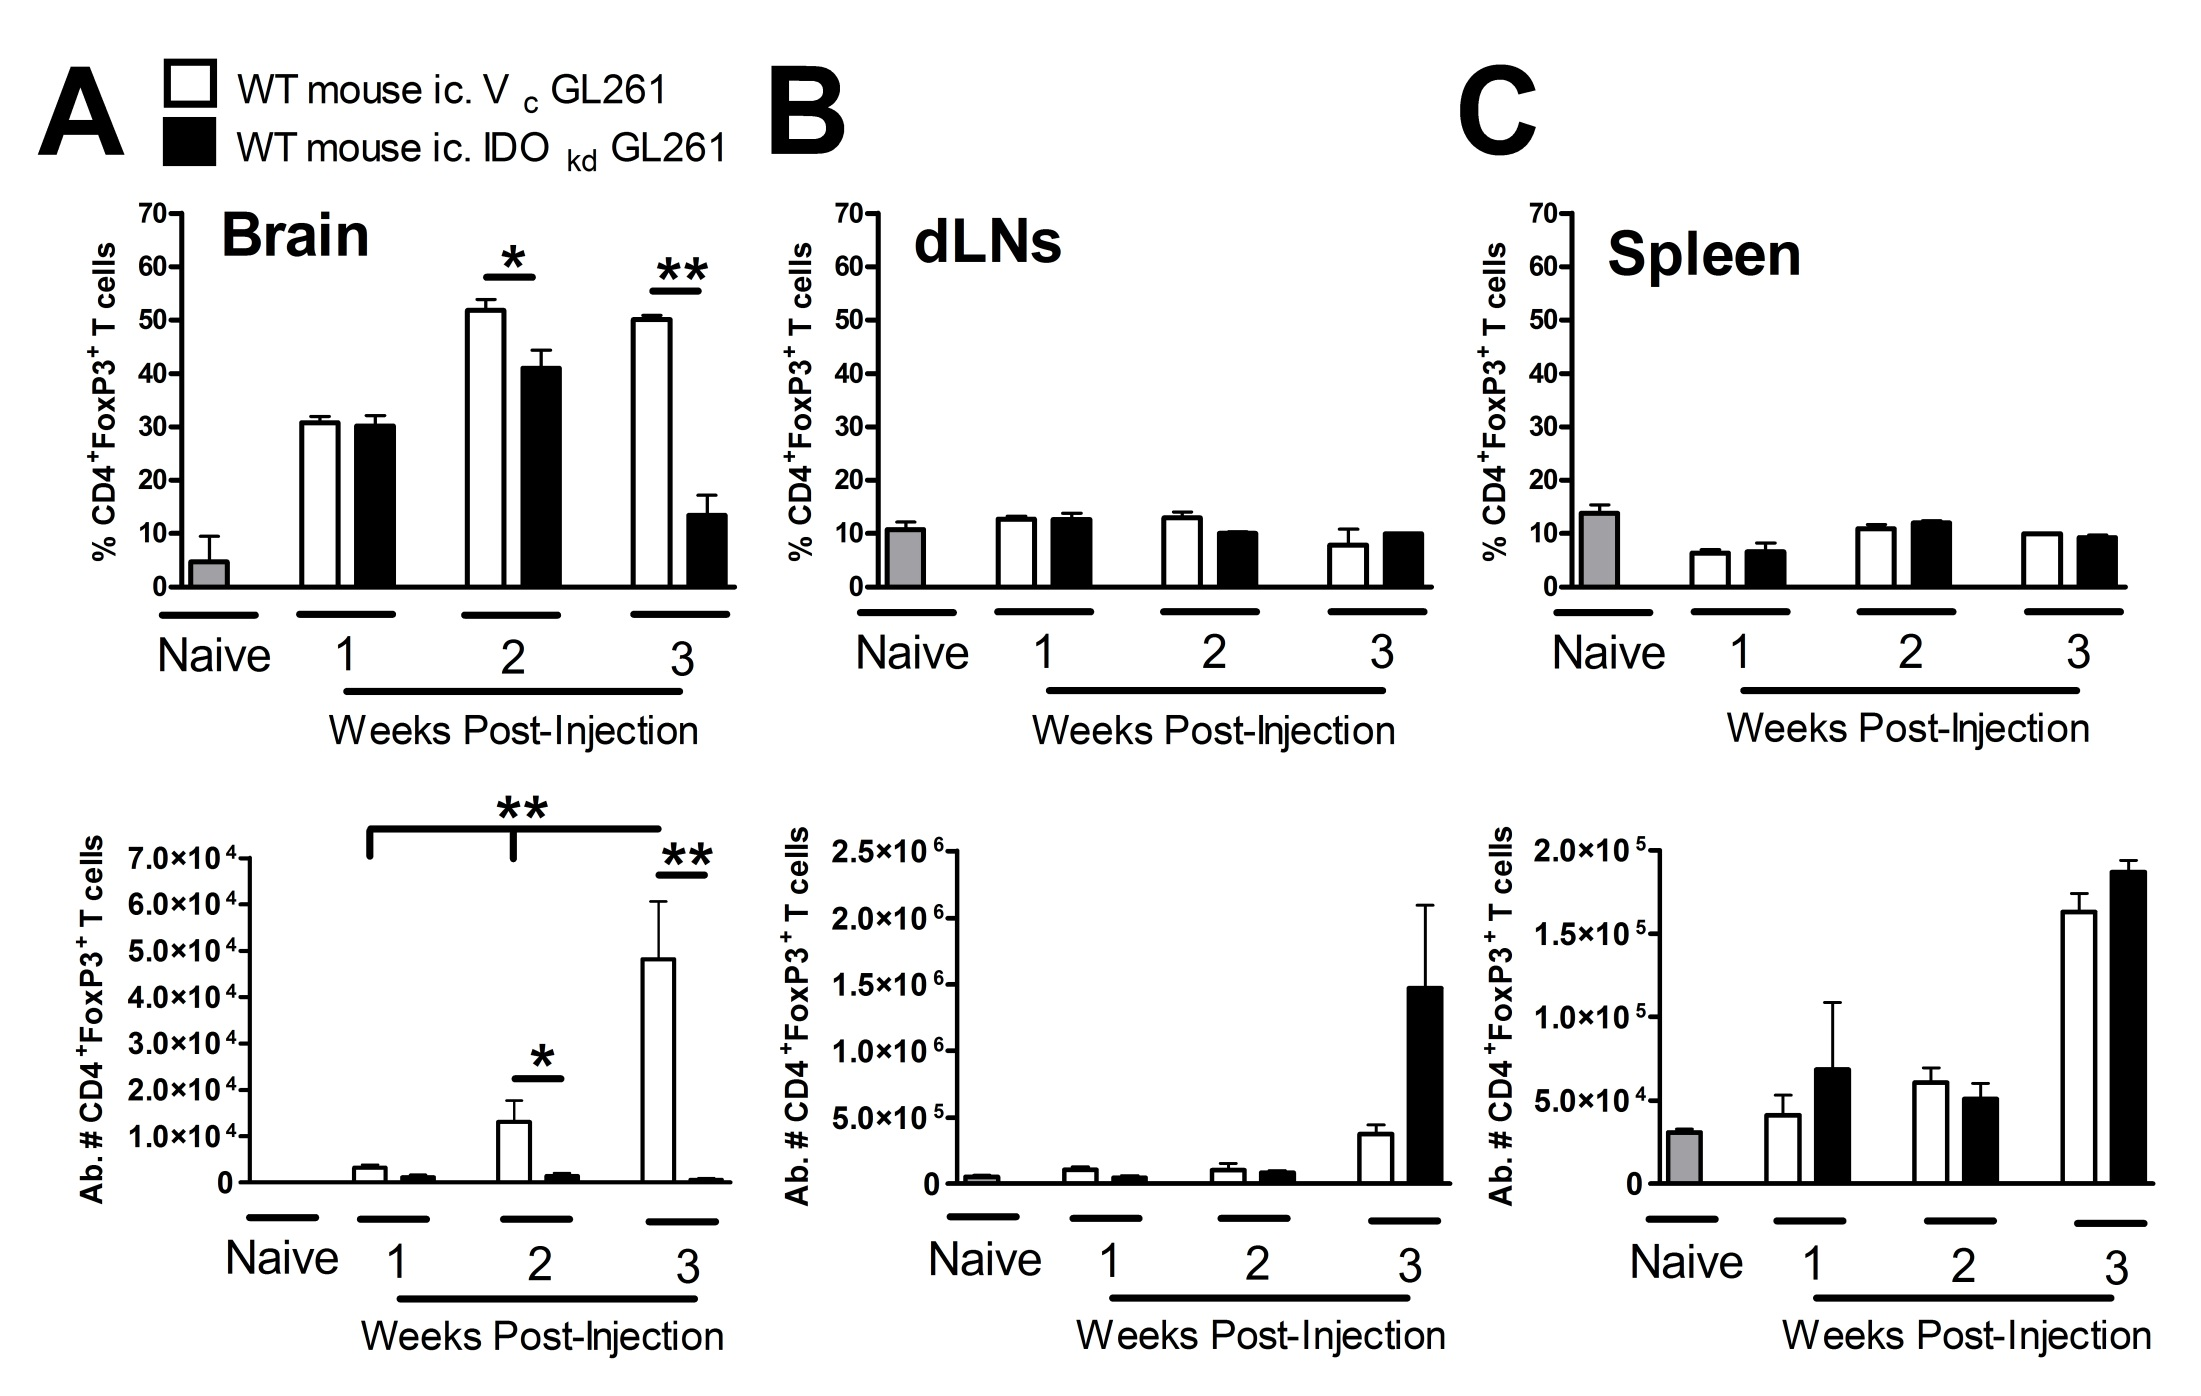 A
WT mouse ic. V c GL261
WT mouse ic. IDO kd GL261
Brain
% CD4+FoxP3+ T cells
70
60
50
40
30
20
10
0
*
**
Naive 1 2 3
Weeks Post-Injection
Ab. # CD4+FoxP3+ T cells
7.0×10 4
6.0×10 4
5.0×10 4
4.0×10 4
3.0×10 4
2.0×10 4
1.0×10 4
0
**
**
*
Naive 1 2 3
Weeks Post-Injection
B
dLNs
% CD4+FoxP3+ T cells
70
60
50
40
30
20
10
0
Naive 1 2 3
Weeks Post-Injection
Ab. # CD4+FoxP3+ T cells
2.5×10 6
2.0×10 6
1.5×10 6
1.0×10 6
5.0×10 5
0
Naive 1 2 3
Weeks Post-Injection
C
Spleen
% CD4+FoxP3+ T cells
70
60
50
40
30
20
10
0
Naive 1 2 3
Weeks Post-Injection
Ab. # CD4+FoxP3+ T cells
2.0×10 5
1.5×10 5
1.0×10 5
5.0×10 4
0
Naive 1 2 3
Weeks Post-Injection